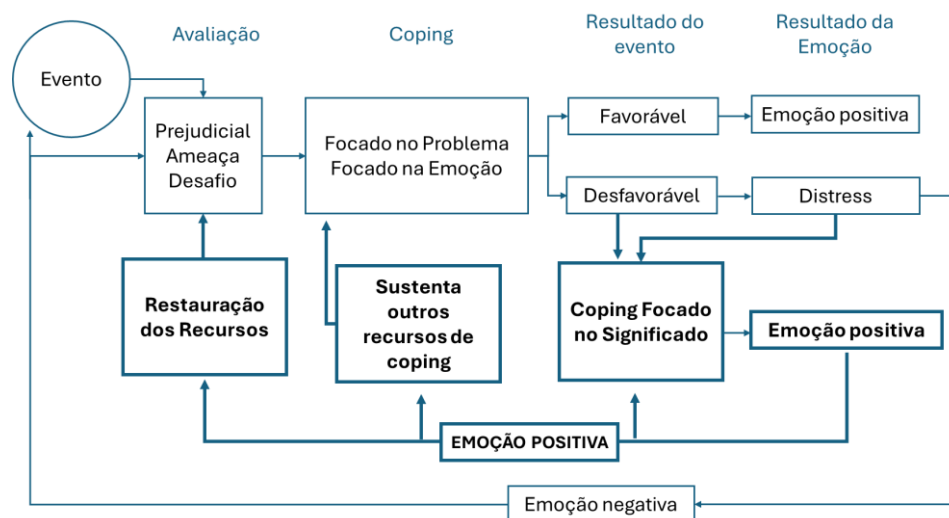 Avaliação
Coping
Resultado do
evento
Resultado da
Emoção
Evento
Prejudicial
Ameaça
Desafio
Focado no Problema
Focado na Emoção
Favorável
Emoção positiva
Desfavorável
Distress
Restauração
dos Recursos
Sustenta
outros
recursos de
coping
Coping Focado
no Significado
Emoção positiva
EMOÇÃO POSITIVA
Emoção negativa